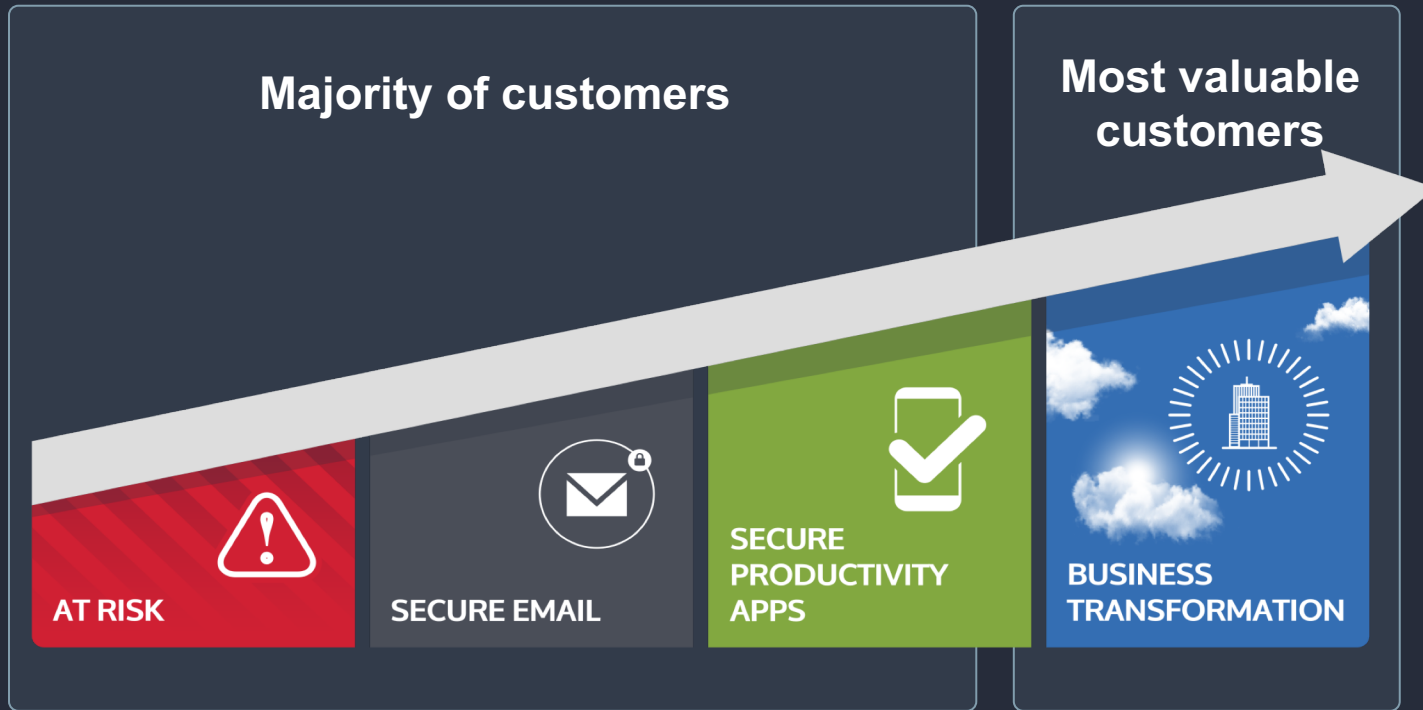 Majority of customers
Most valuable
customers
AT RISK
SECURE EMAIL
SECURE
PRODUCTIVITY
APPS
BUSINESS
TRANSFORMATION